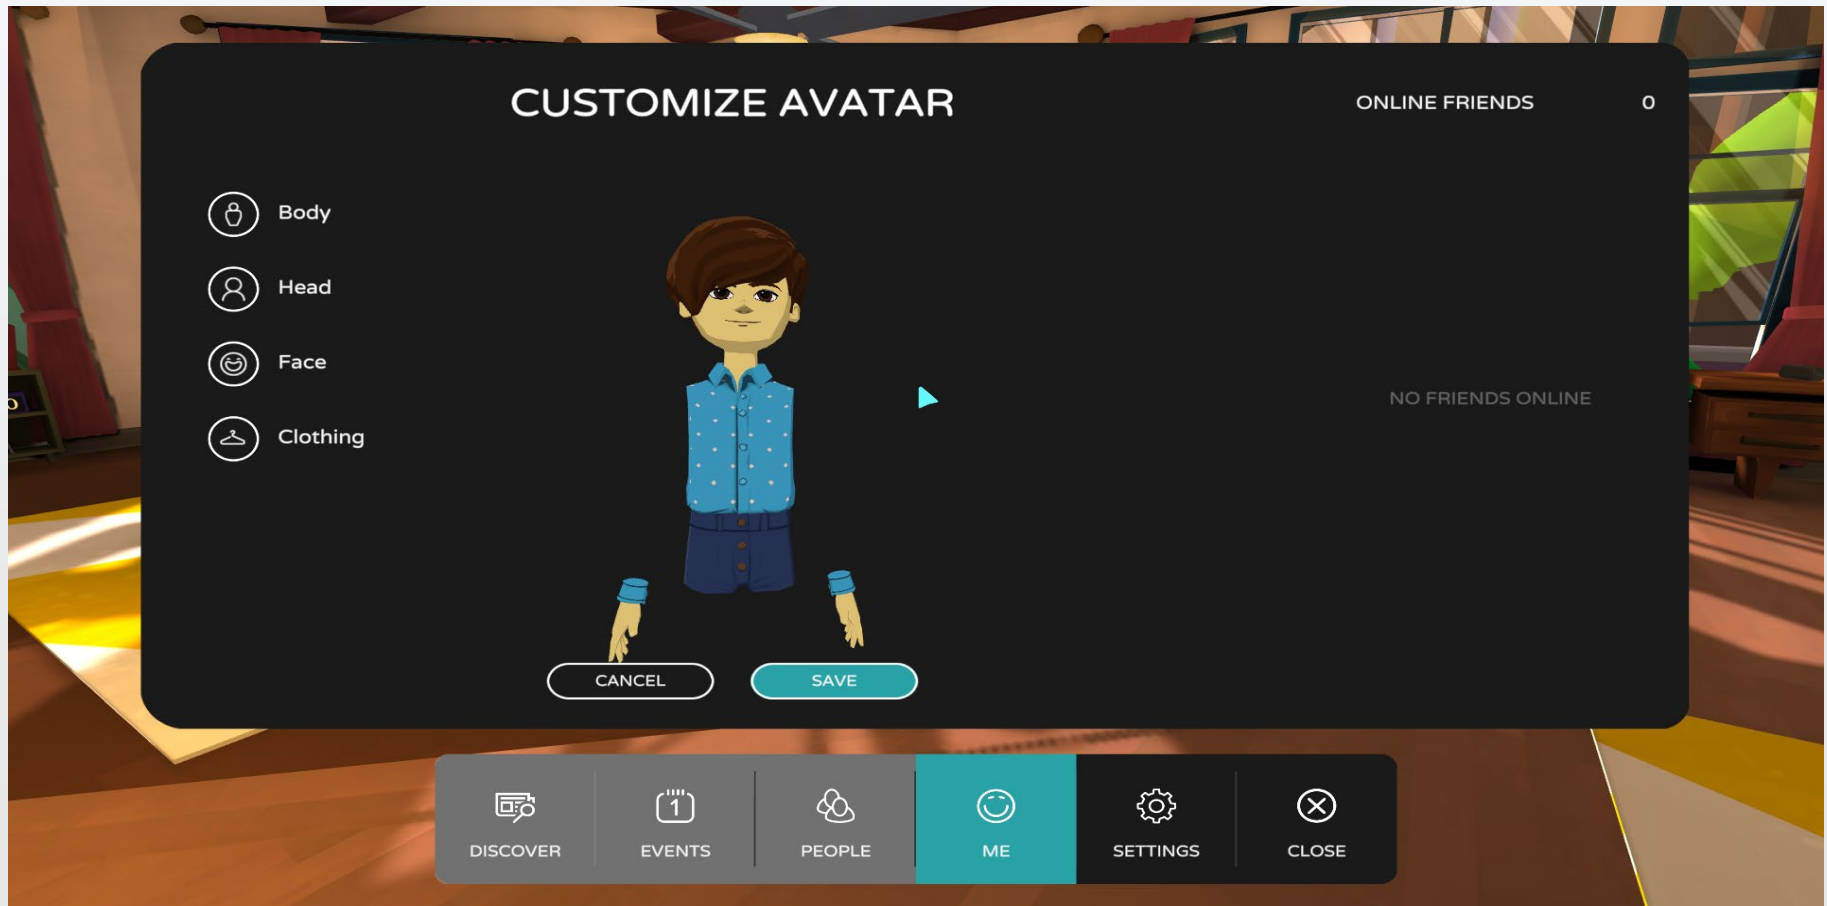 CUSTOMIZE AVATAR
ONLINE FRIENDS 0
Body
Head
Face
Clothing
NO FRIENDS ONLINE
CANCEL
SAVE
1
DISCOVER
EVENTS
PEOPLE
ME
SETTINGS
CLOSE